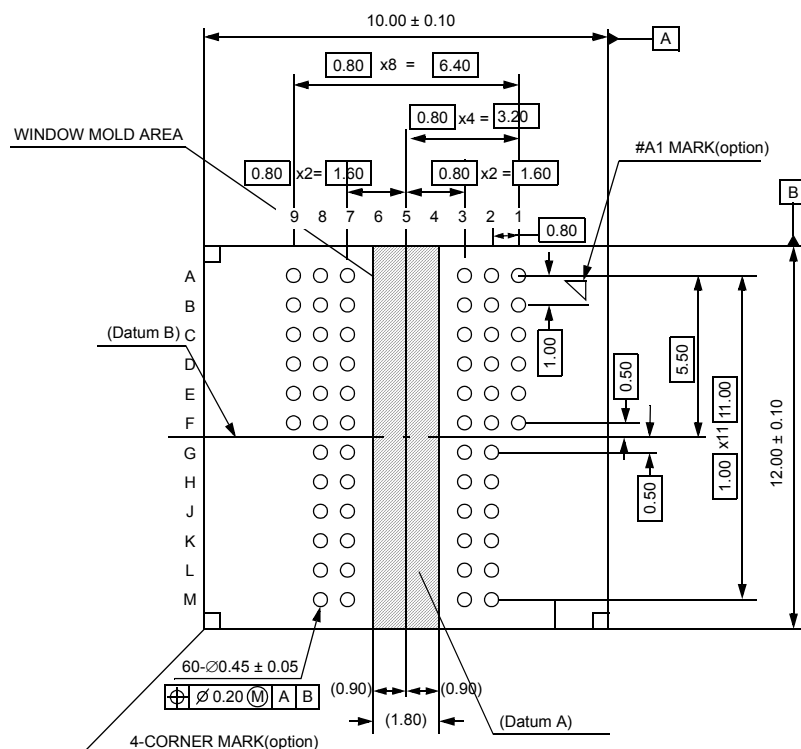 10.00 ± 0.10
A
0.80 x8 = 6.40
0.80 x4 = 3.20
WINDOW MOLD AREA
#A1 MARK(option)
0.80 x2= 1.60
0.80 x2 = 1.60
B
9 8 7 6 5 4 3 2 1
0.80
A
B
(Datum B)
C
D
E
F
G
H
J
K
L
M
1.00
0.50
5.50
0.50
1.00 x11 11.00
12.00 ± 0.10
60-∅0.45 ± 0.05
⌖ ∅ 0.20 Ⓜ A B
(0.90) (0.90)
(1.80)
(Datum A)
4-CORNER MARK(option)